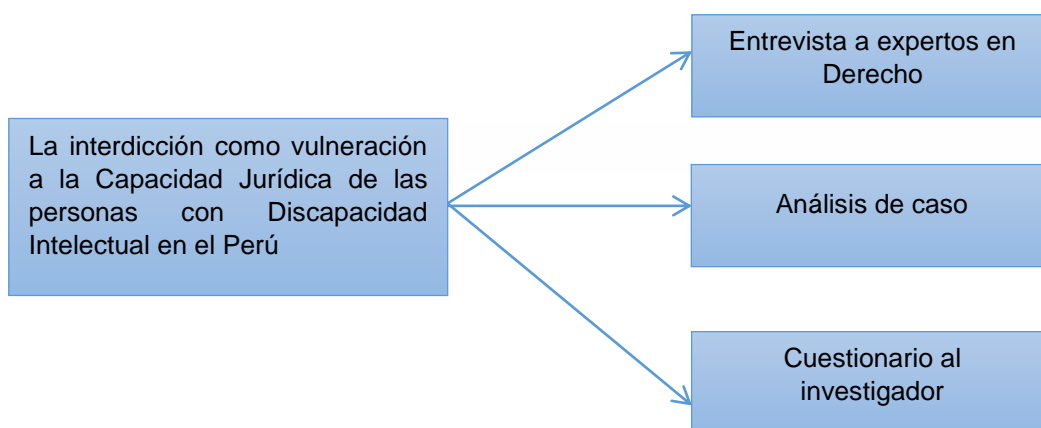 Entrevista a expertos en
Derecho
La interdicción como vulneración
a la Capacidad Jurídica de las
personas con Discapacidad
Intelectual en el Perú
Análisis de caso
Cuestionario al
investigador